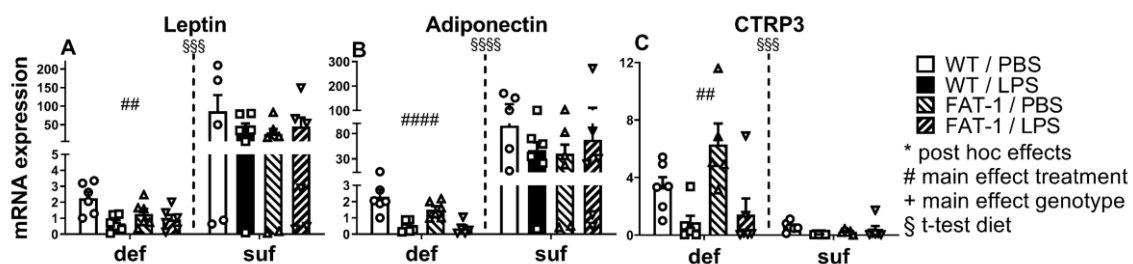 Leptin
Adiponectin
CTRP3
A
§§§
B
§§§§
C
§§§
mRNA expression
200
150
100
50
5
4
3
2
1
0
##
def
suf
300
200
100
80
30
3
2
1
0
####
def
suf
12
8
4
0
##
def
suf
WT / PBS
WT / LPS
FAT-1 / PBS
FAT-1 / LPS
* post hoc effects
# main effect treatment
+ main effect genotype
§ t-test diet